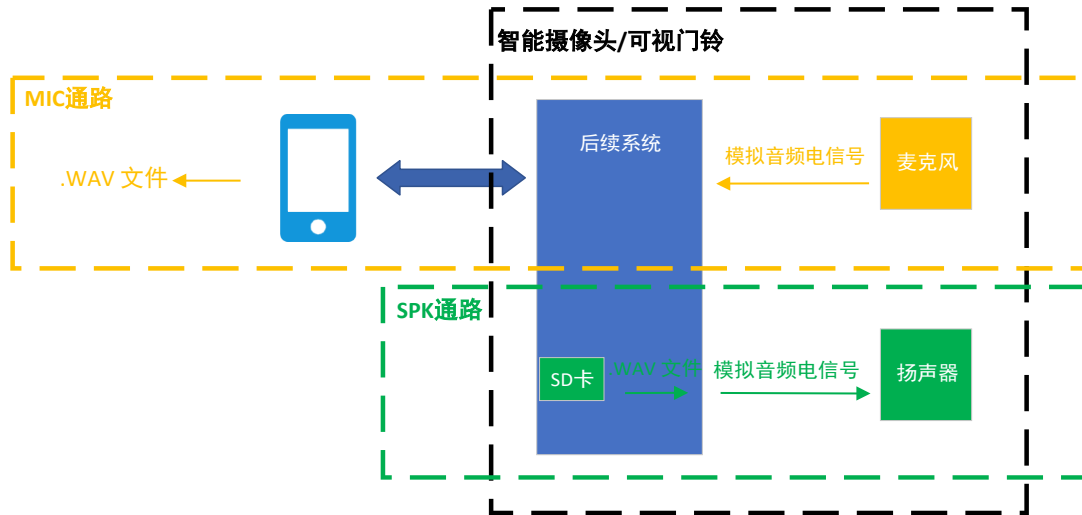 智能摄像头/可视门铃
MIC通路
后续系统
模拟音频电信号
麦克风
.WAV 文件
SPK通路
SD卡
.WAV 文件
模拟音频电信号
扬声器